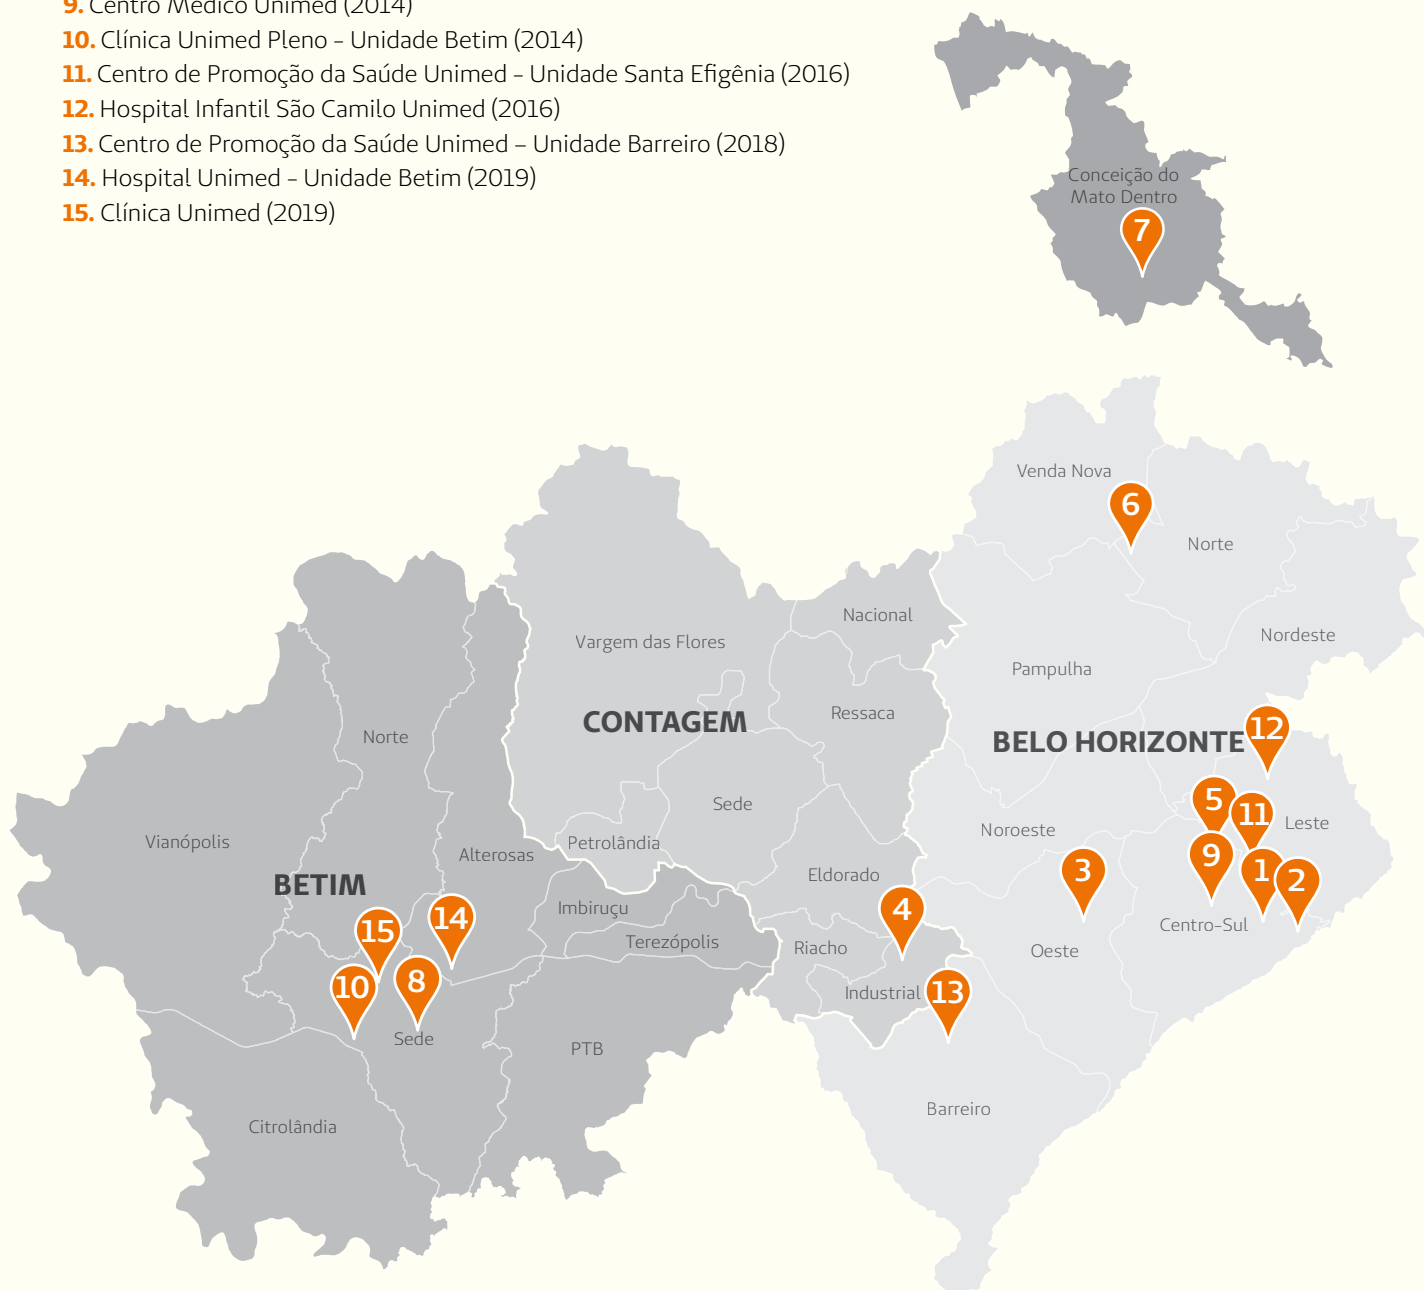 9. Centro Médico Unimed (2014)
10. Clínica Unimed Pleno - Unidade Betim (2014)
11. Centro de Promoção da Saúde Unimed - Unidade Santa Efigênia (2016)
12. Hospital Infantil São Camilo Unimed (2016)
13. Centro de Promoção da Saúde Unimed – Unidade Barreiro (2018)
14. Hospital Unimed - Unidade Betim (2019)
15. Clínica Unimed (2019)
Conceição do
Mato Dentro
7
Venda Nova
6
Norte
Nordeste
Nacional
Vargem das Flores
Pampulha
Ressaca
CONTAGEM
BELO HORIZONTE
12
Norte
Sede
5
11
Leste
Noroeste
Petrolândia
Vianópolis
Alterosas
9
3
1
2
Eldorado
BETIM
Imbiruçu
4
14
15
Centro-Sul
Terezópolis
Riacho
Oeste
8
10
Industrial
13
Sede
PTB
Barreiro
Citrolândia